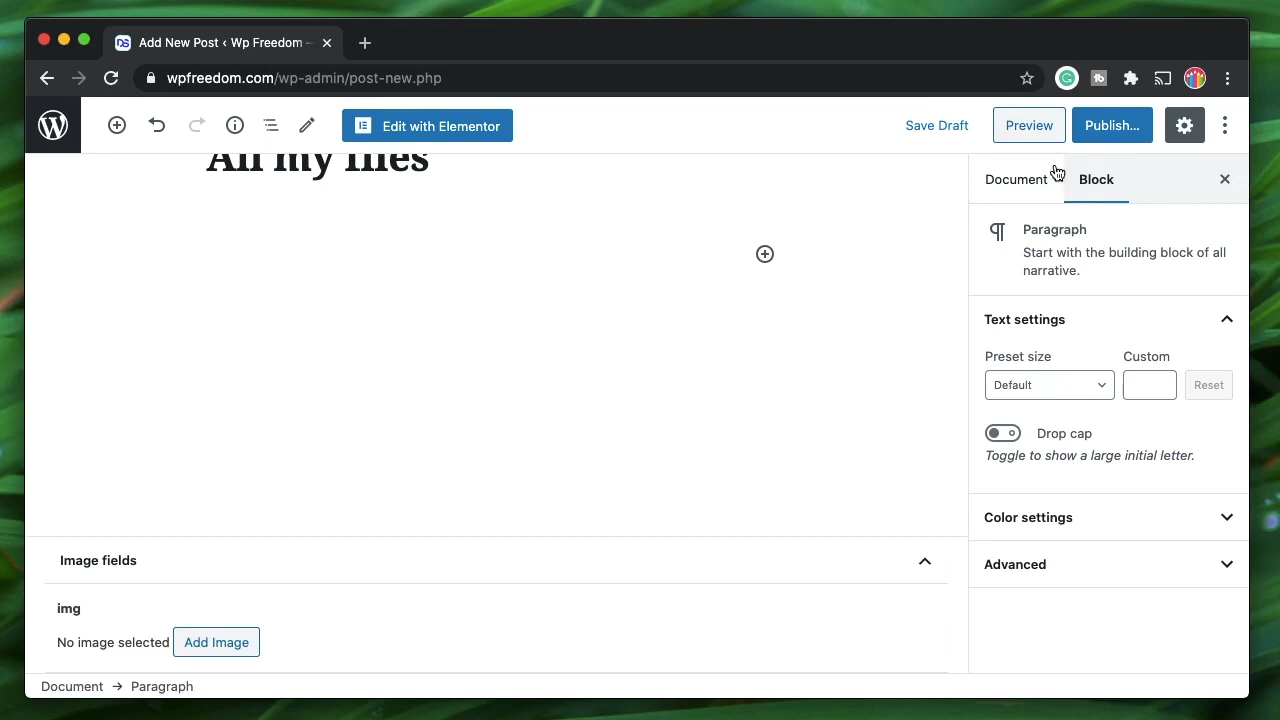 Add New Post ‹ Wp Freedom –
wpfreedom.com/wp-admin/post-new.php
Edit with Elementor
Save Draft
Preview
Publish...
All my files
Document
Block
Paragraph
Start with the building block of all
narrative.
Text settings
Preset size
Custom
Default
Reset
Drop cap
Toggle to show a large initial letter.
Color settings
Advanced
Image fields
img
No image selected
Add Image
Document → Paragraph